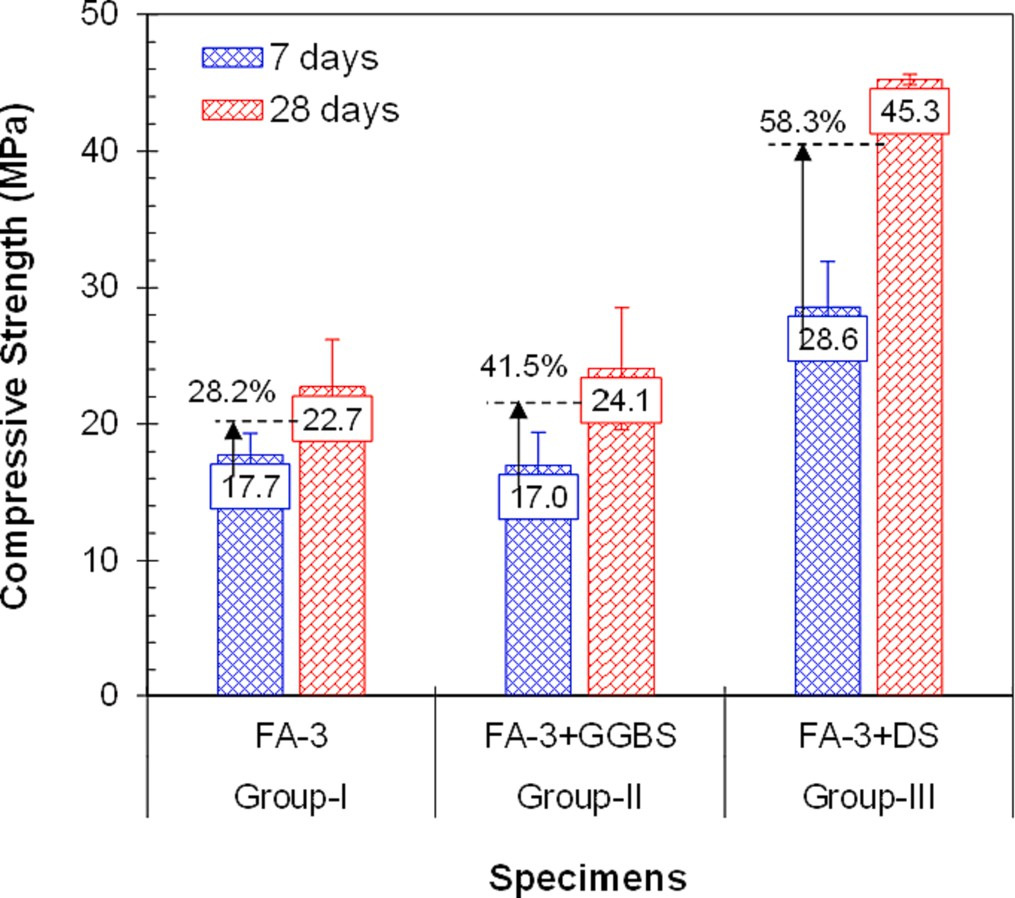 50
40
30
20
10
0
Compressive Strength (MPa)
7 days
28 days
28.2%
17.7
22.7
41.5%
17.0
24.1
58.3%
28.6
45.3
FA-3
FA-3+GGBS
FA-3+DS
Group-I
Group-II
Group-III
Specimens